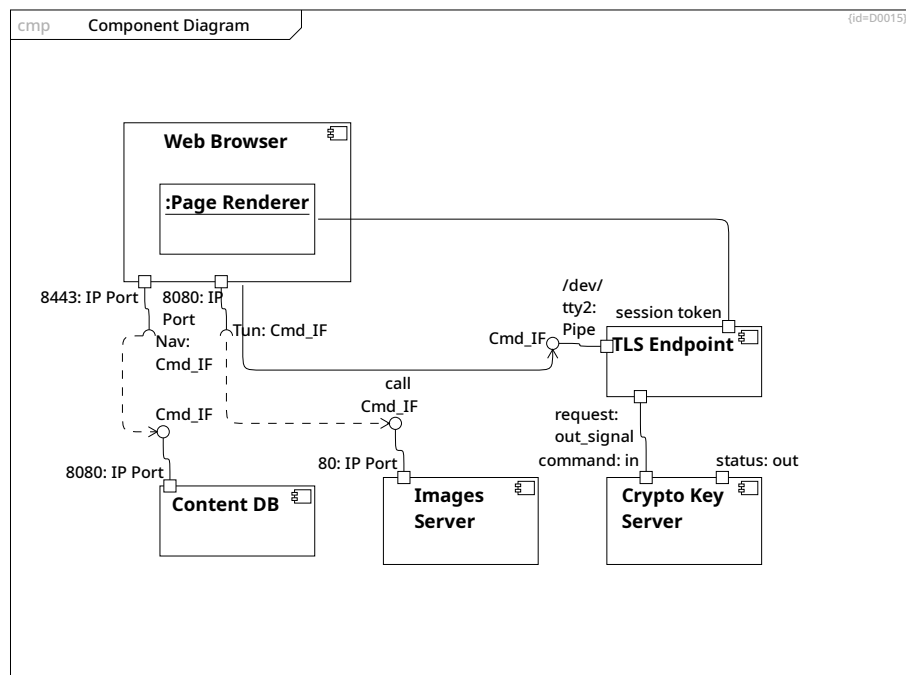 cmp Component Diagram
{id=D0015}
Web Browser
:Page Renderer
8443: IP Port
8080: IP
Port
Nav:
Cmd_IF
Tun: Cmd_IF
/dev/
tty2:
Pipe
session token
Cmd_IF
TLS Endpoint
call
Cmd_IF
Cmd_IF
request:
out_signal
8080: IP Port
80: IP Port
command: in
status: out
Content DB
Images
Server
Crypto Key
Server